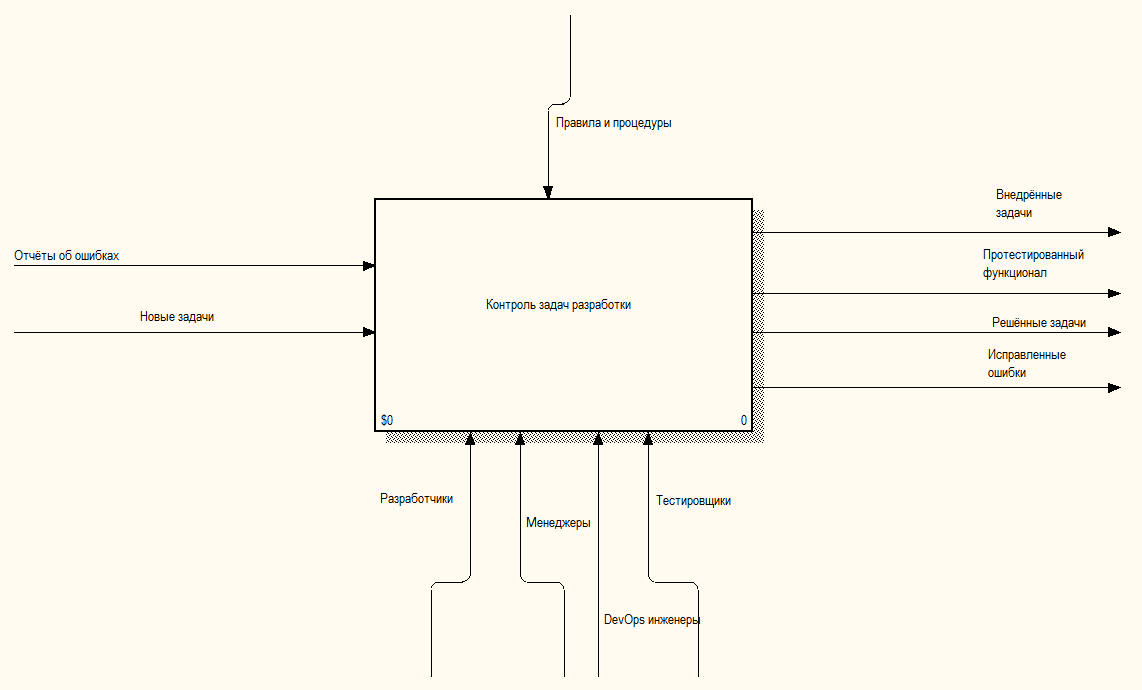 Правила и процедуры
Внедрённые
задачи
Отчёты об ошибках
Протестированный
функционал
Новые задачи
Контроль задач разработки
Решённые задачи
Исправленные
ошибки
$0
0
Разработчики
Тестировщики
Менеджеры
DevOps инженеры